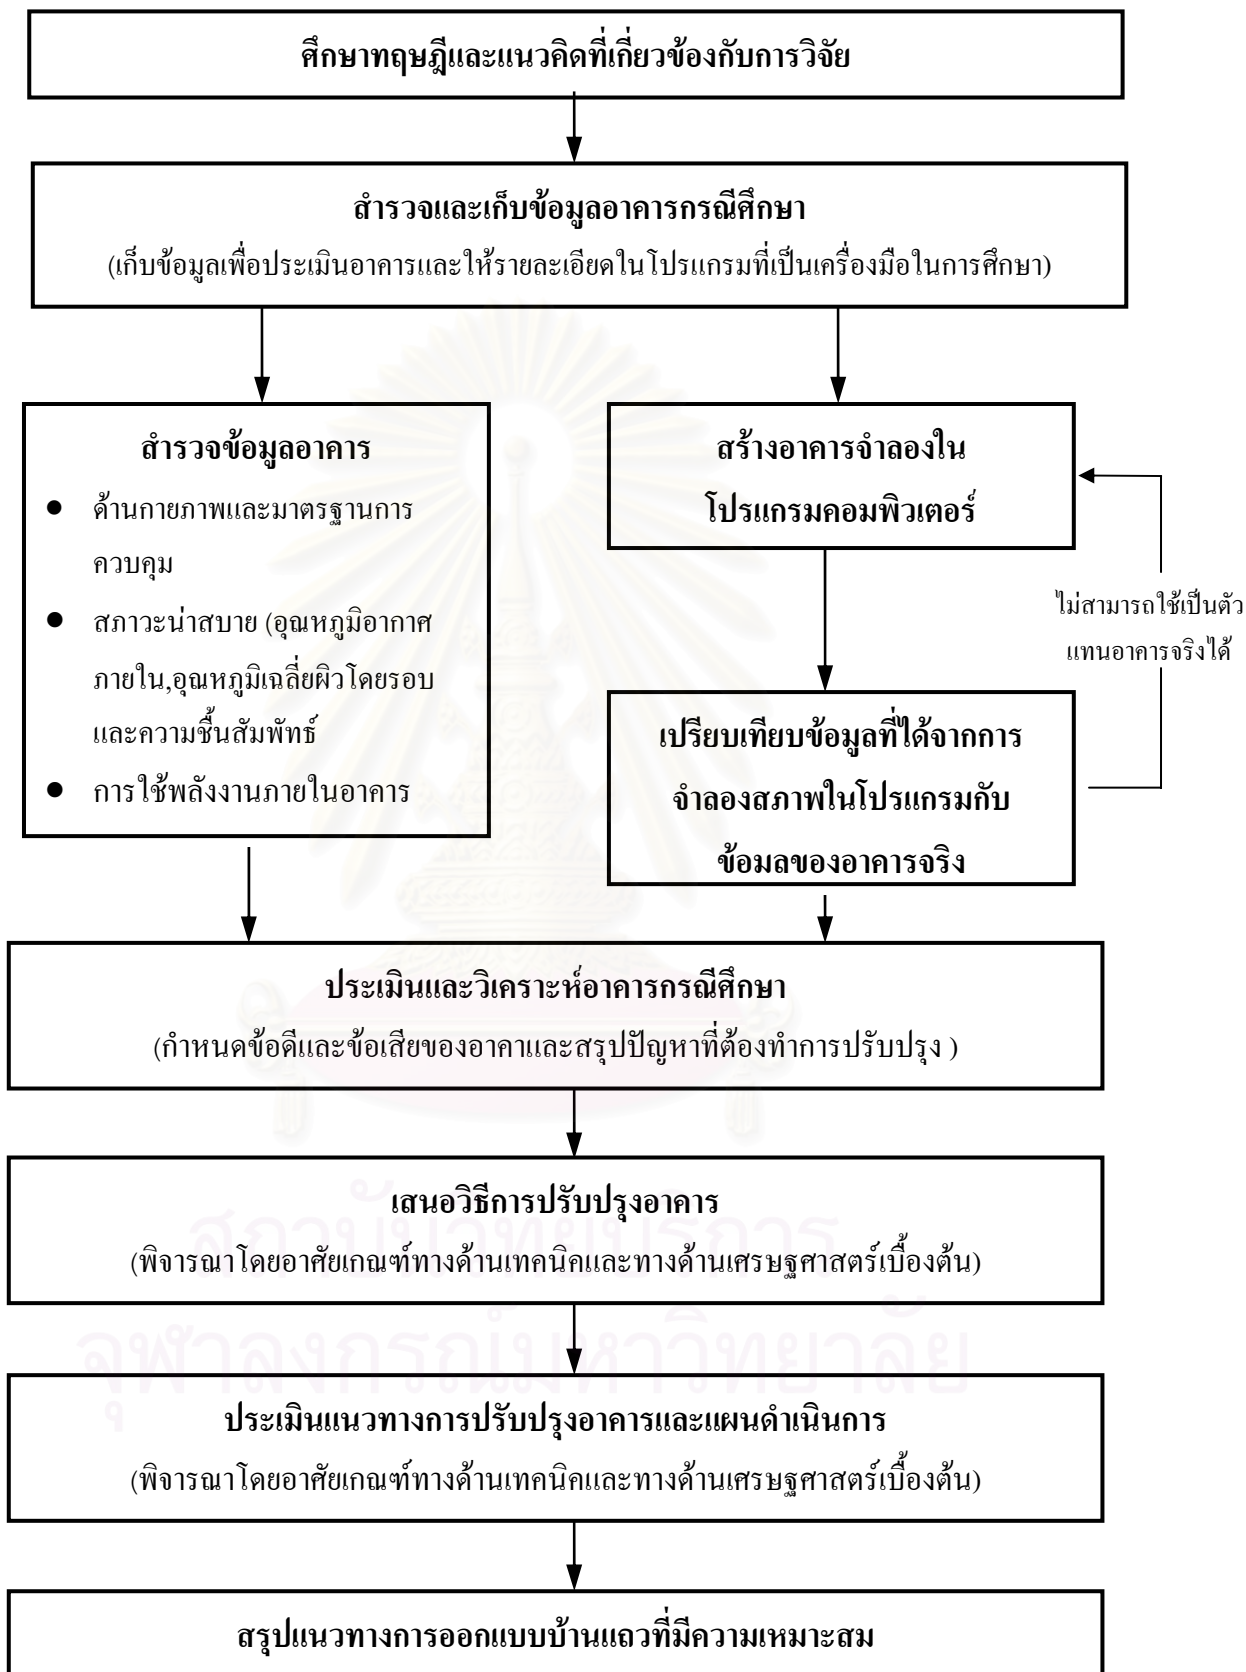 ศึกษาทฤษฎีและแนวคิดที่เกี่ยวข้องกับการวิจัย
สำรวจและเก็บข้อมูลอาคารกรณีศึกษา
(เก็บข้อมูลเพื่อประเมินอาคารและให้รายละเอียดในโปรแกรมที่เป็นเครื่องมือในการศึกษา)
สำรวจข้อมูลอาคาร
● ด้านกายภาพและมาตรฐานการ
ควบคุม
● สภาวะน่าสบาย (อุณหภูมิอากาศ
ภายใน,อุณหภูมิเฉลี่ยผิวโดยรอบ
และความชื้นสัมพัทธ์
● การใช้พลังงานภายในอาคาร
สร้างอาคารจำลองใน
โปรแกรมคอมพิวเตอร์
ไม่สามารถใช้เป็นตัว
แทนอาคารจริงได้
เปรียบเทียบข้อมูลที่ได้จากการ
จำลองสภาพในโปรแกรมกับ
ข้อมลของอาคารจริง
ประเมินและวิเคราะห์อาคารกรณีศึกษา
(กำหนดข้อดีและข้อเสียของอาคาและสรุปปัญหาที่ต้องทำการปรับปรุง )
เสนอวิธีการปรับปรุงอาคาร
(พิจารณาโดยอาศัยเกณฑ์ทางด้านเทคนิคและทางด้านเศรษฐศาสตร์เบื้องต้น)
สถาบันวิทยบริการ
จุฬาลงกรณ์มหาวิทยาลัย
ประเมินแนวทางการปรับปรุงอาคารและแผนดำเนินการ
(พิจารณาโดยอาศัยเกณฑ์ทางด้านเทคนิคและทางด้านเศรษฐศาสตร์เบื้องต้น)
สรุปแนวทางการออกแบบบ้านแถวที่มีความเหมาะสม